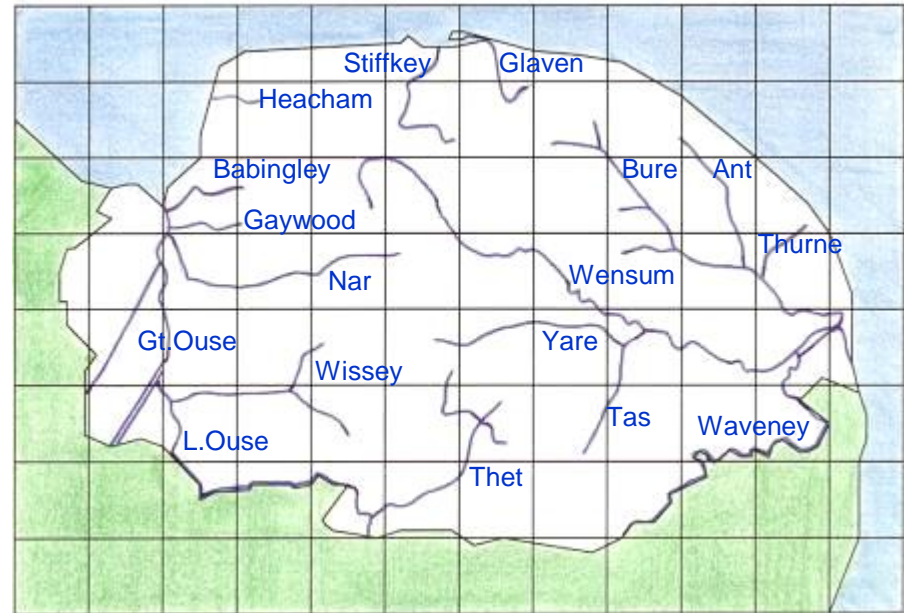 Stiffkey
Glaven
Heacham
Babingley
Bure
Ant
Gaywood
Thurne
Nar
Wensum
Gt.Ouse
Yare
Wissey
Tas
Waveney
L.Ouse
Thet